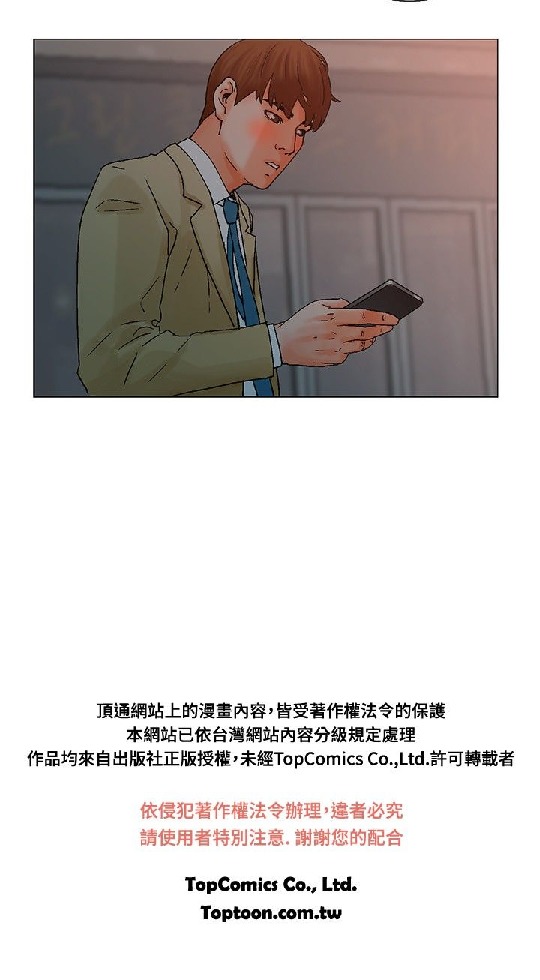 頂通網站上的漫畫內容,皆受著作權法令的保護
本網站已依台灣網站內容分級規定處理
作品均來自出版社正版授權,未經TopComics Co.,Ltd.許可轉載者
依侵犯著作權法令辦理,違者必究
請使用者特別注意. 謝謝您的配合
TopComics Co., Ltd.
Toptoon.com.tw